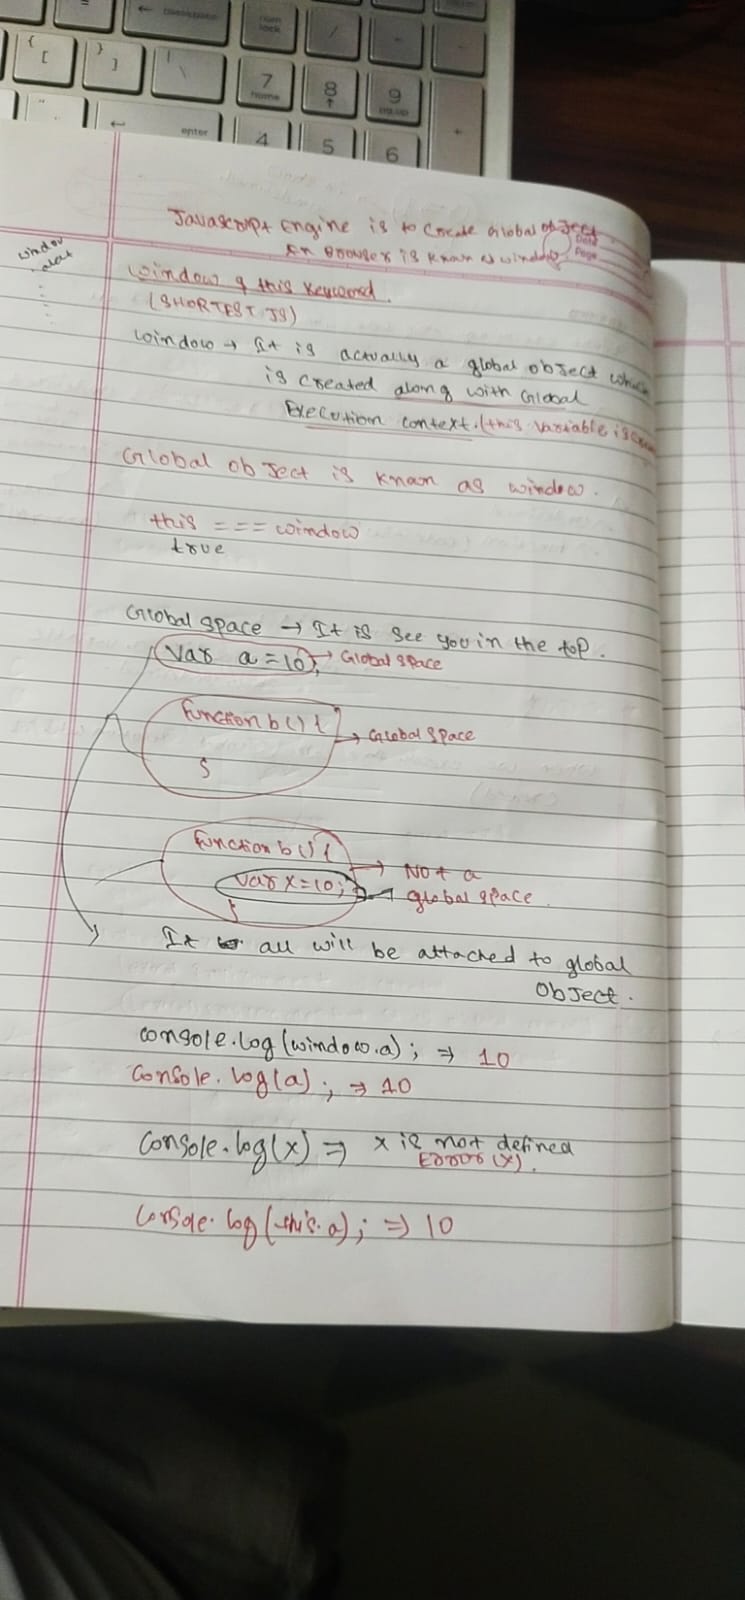 {
[
}
]
|
\
←
num
lock
/
7
home
8
↑
9
pg up
enter
4
5
6
Javascript Engine is to Create Global object
In Browser is known as window
Date
Page
window
.alert
window & this keyword.
(SHORTEST JS)
window → It is actually a global object which
is created along with Global
Execution context. (this variable is
Global object is known as window.
this === window
true
Global space → It is see you in the top.
var a = 10; → Global space
function b() {
→ Global space
}
function b() {
→ Not a
var x = 10;
global space.
}
It all will be attached to global
object.
console.log(window.a); ⇒ 10
console.log(a); ⇒ 10
console.log(x) ⇒ x is not defined
Error (x).
console.log(this.a); ⇒ 10